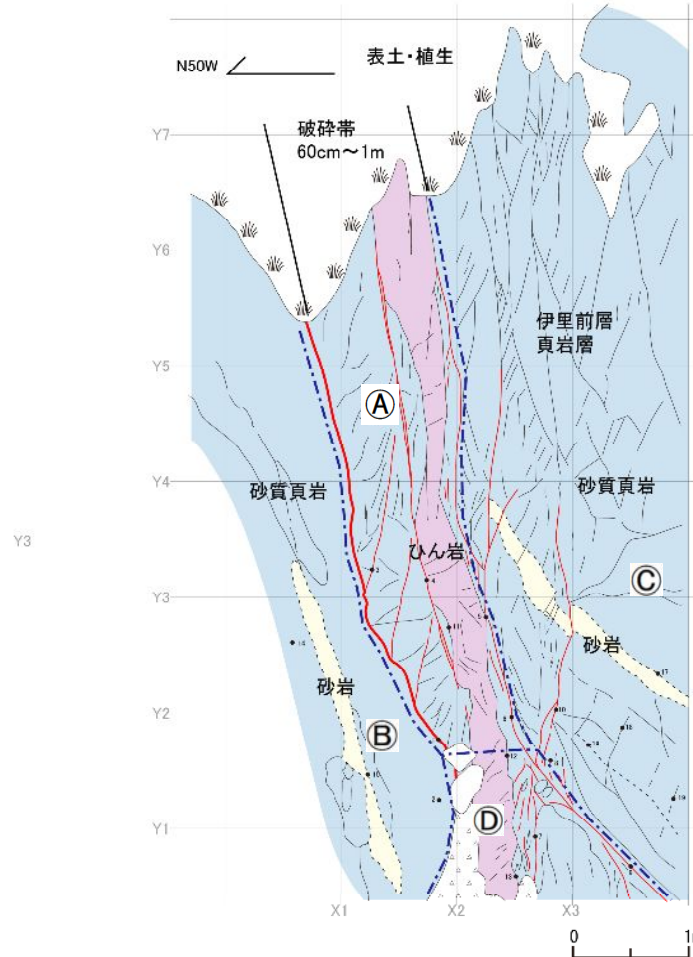 N50W
表土・植生
Y7
破砕帯
60cm～1m
Y6
伊里前層
頁岩層
Y5
Ⓐ
Y4
砂質頁岩
砂質頁岩
Y3
ひん岩
Ⓒ
Y3
砂岩
砂岩
Y2
Ⓑ
Y1
Ⓓ
X1
X2
X3
0